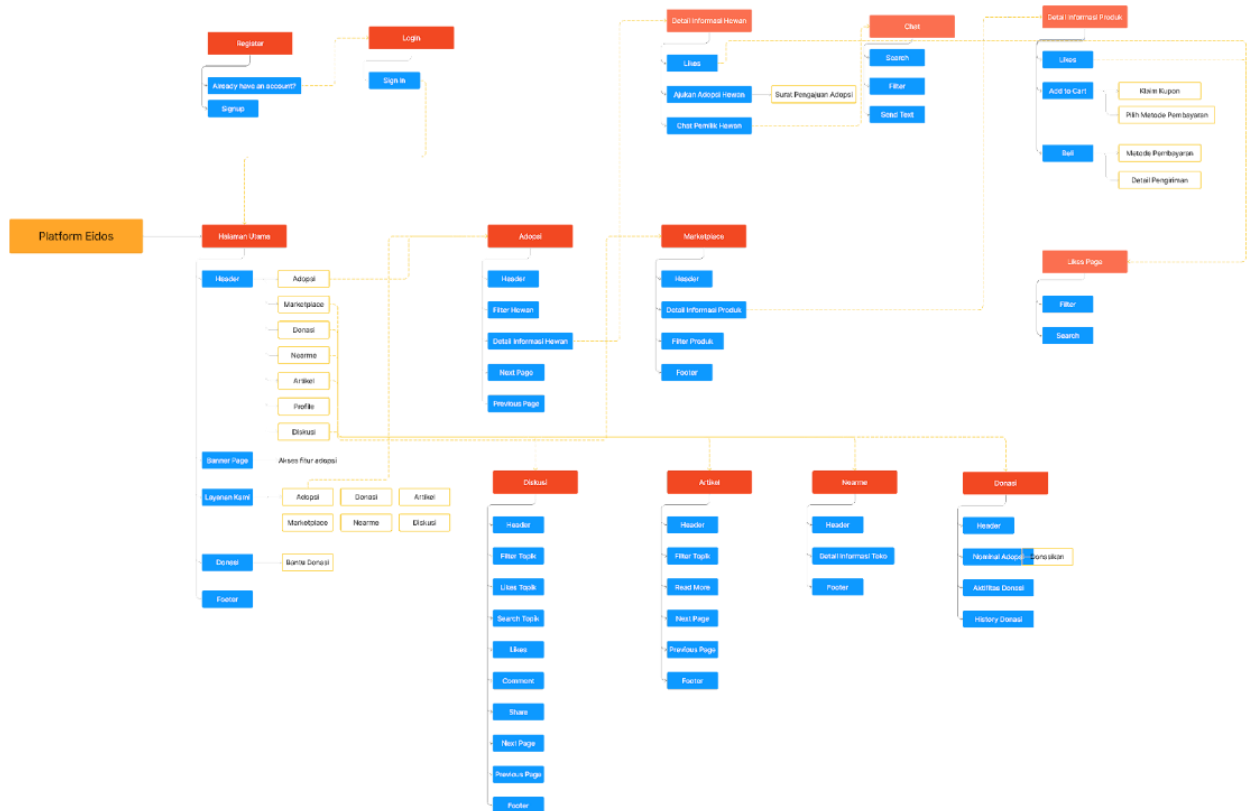 Register
Already have an account?
Signup
Login
Sign In
Detail Informasi Hewan
Likes
Ajukan Adopsi Hewan
Surat Pengajuan Adopsi
Chat Pemilik Hewan
Chat
Search
Filter
Send Text
Detail Informasi Produk
Likes
Add to Cart
Klaim Kupon
Pilih Metode Pembayaran
Beli
Metode Pembayaran
Detail Pengiriman
Platform Eidos
Halaman Utama
Header
Adopsi
Marketplace
Donasi
Nearme
Artikel
Profile
Diskusi
Banner Page
Akses fitur adopsi
Layanan Kami
Adopsi
Donasi
Artikel
Marketplace
Nearme
Diskusi
Donasi
Bantu Donasi
Footer
Adopsi
Header
Filter Hewan
Detail Informasi Hewan
Next Page
Previous Page
Marketplace
Header
Detail Informasi Produk
Filter Produk
Footer
Likes Page
Filter
Search
Diskusi
Header
Filter Topik
Likes Topik
Search Topik
Likes
Comment
Share
Next Page
Previous Page
Footer
Artikel
Header
Filter Topik
Read More
Next Page
Previous Page
Footer
Nearme
Header
Detail Informasi Toko
Footer
Donasi
Header
Nominal Adopsi
Donasikan
Aktifitas Donasi
History Donasi